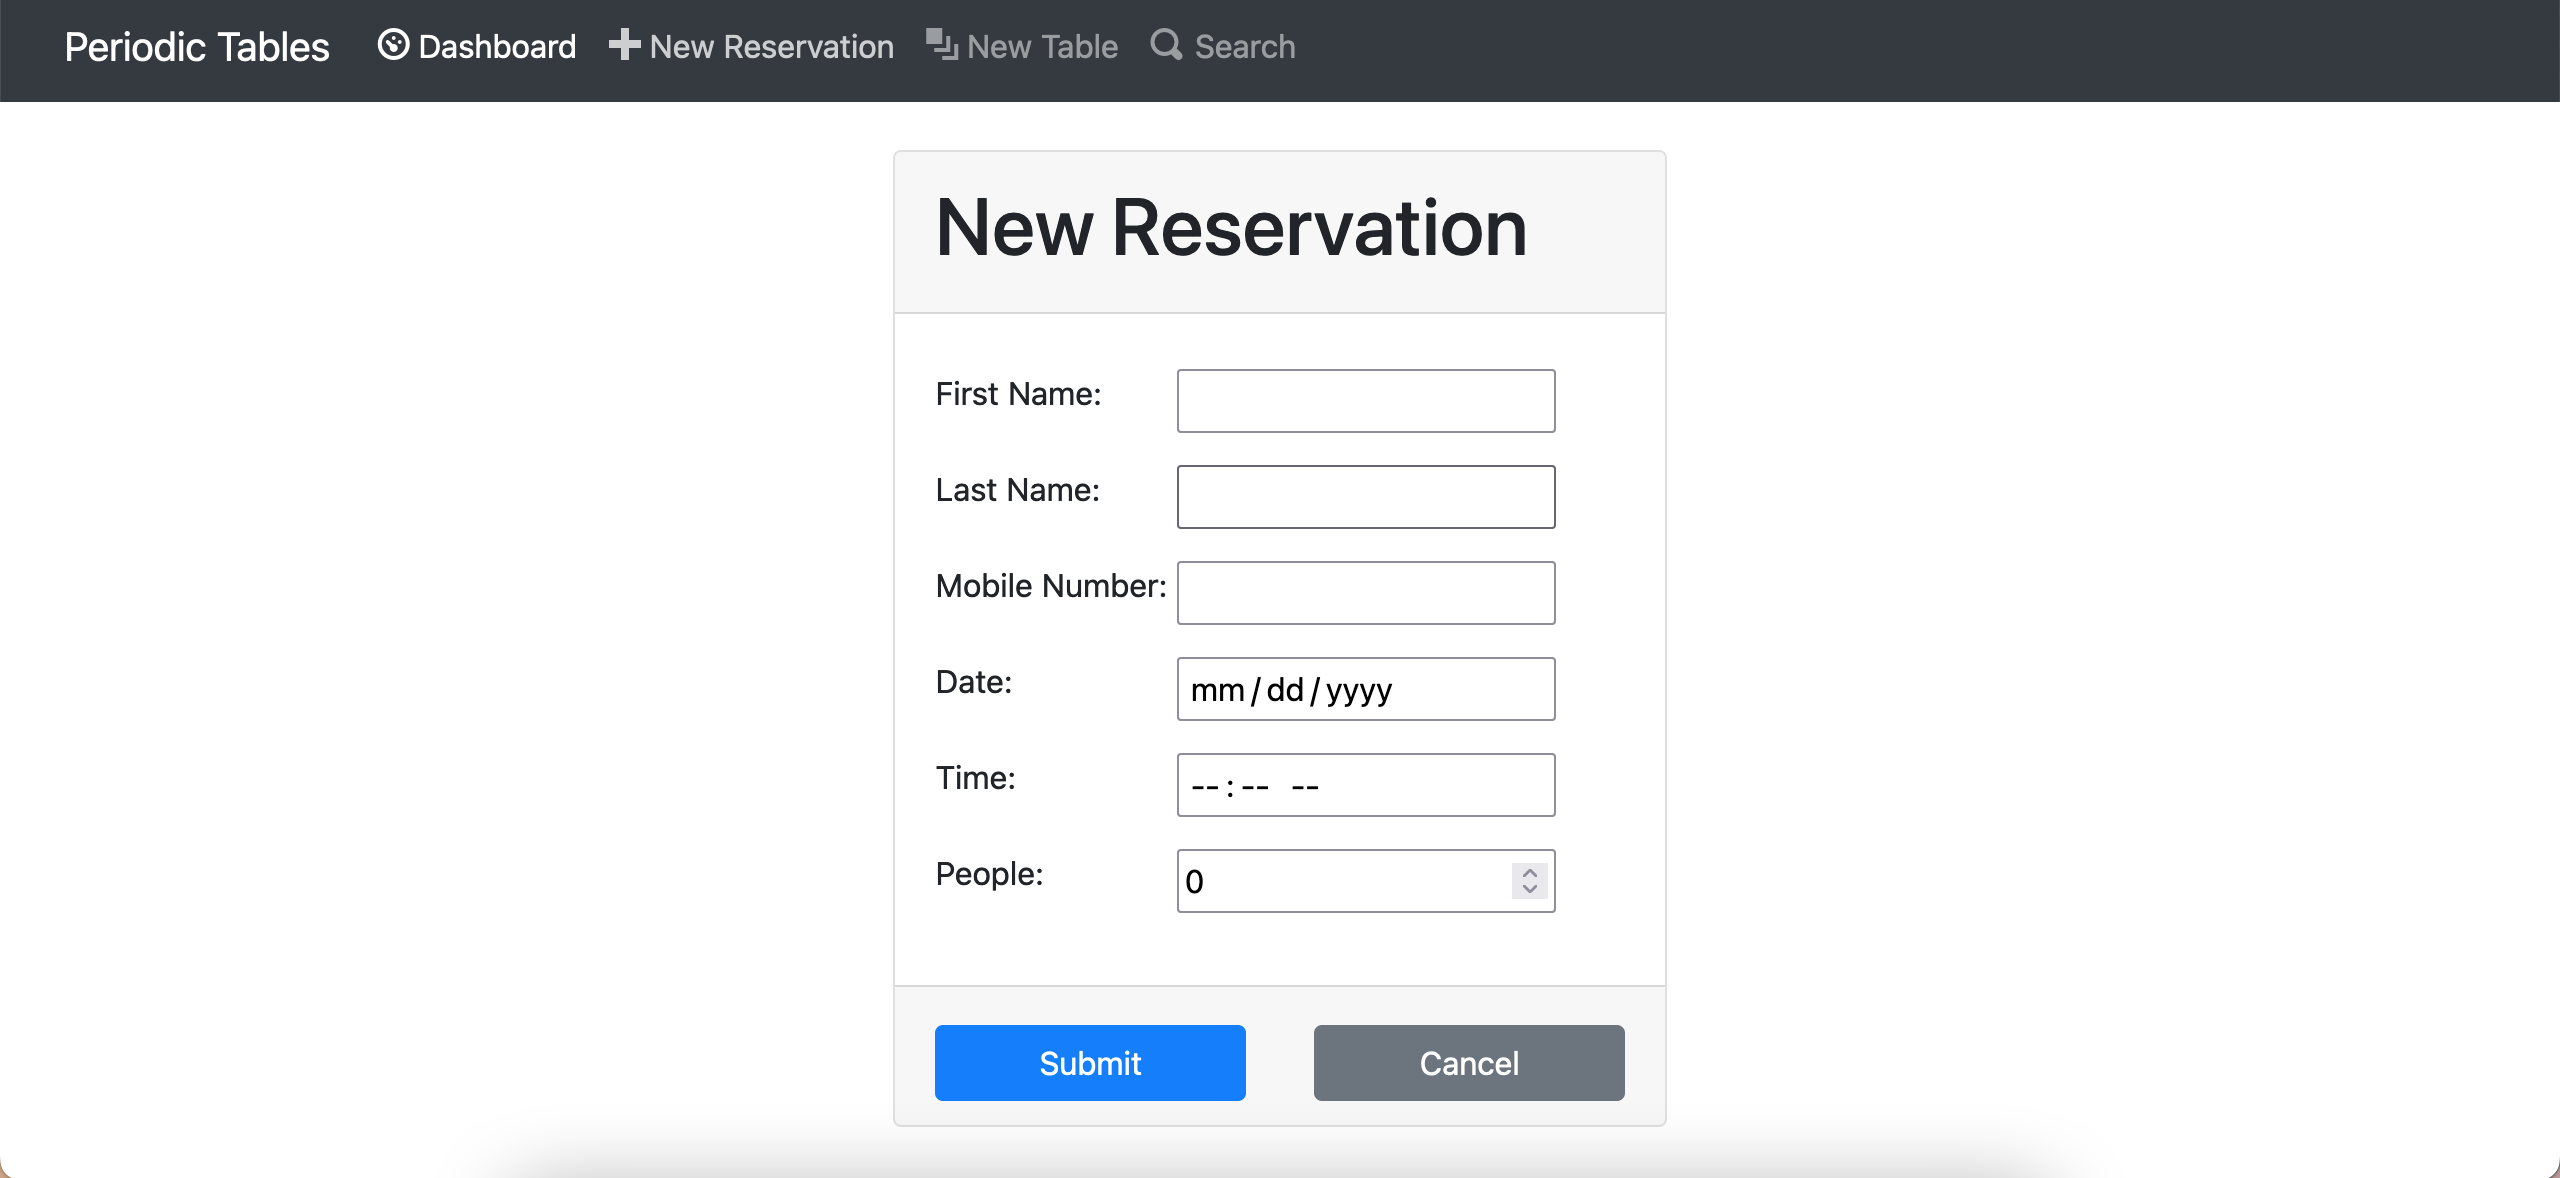 Periodic Tables Dashboard New Reservation New Table Search
New Reservation
First Name:
Last Name:
Mobile Number:
Date: mm/dd/yyyy
Time: --:-- --
People: 0
Submit Cancel